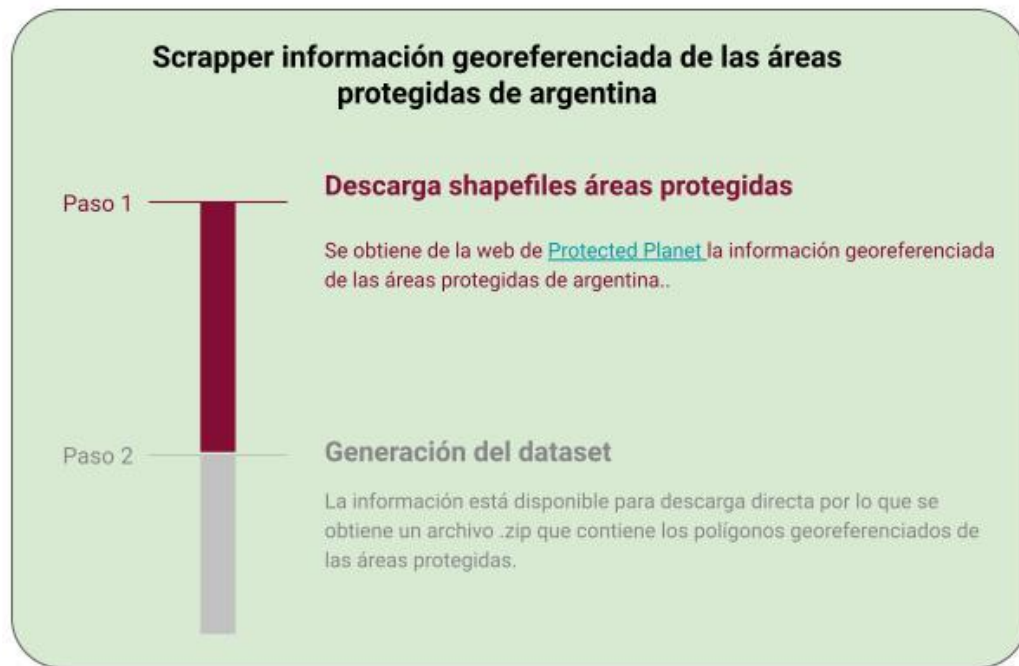 Scrapper información georeferenciada de las áreas
protegidas de argentina
Paso 1
Descarga shapefiles áreas protegidas
Se obtiene de la web de Protected Planet la información georeferenciada
de las áreas protegidas de argentina..
Paso 2
Generación del dataset
La información está disponible para descarga directa por lo que se
obtiene un archivo .zip que contiene los polígonos georeferenciados de
las áreas protegidas.